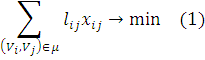 ∑ l_{ij} x_{ij} → min (1)
(V_i,V_j)∈μ